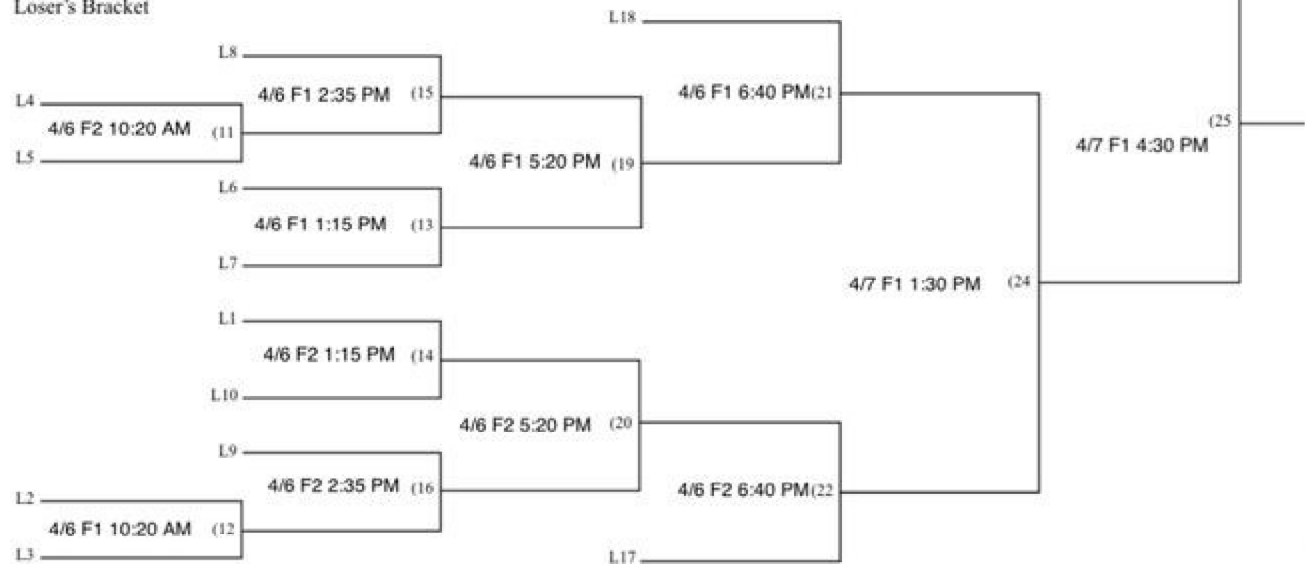 Loser's Bracket
L18
L8
4/6 F1 2:35 PM (15
4/6 F1 6:40 PM(21
L4
4/6 F2 10:20 AM (11
L5
4/6 F1 5:20 PM (19
(25
4/7 F1 4:30 PM
L6
4/6 F1 1:15 PM (13
L7
4/7 F1 1:30 PM (24
L1
4/6 F2 1:15 PM (14
L10
4/6 F2 5:20 PM (20
L9
4/6 F2 2:35 PM (16
4/6 F2 6:40 PM(22
L2
4/6 F1 10:20 AM (12
L3
L17